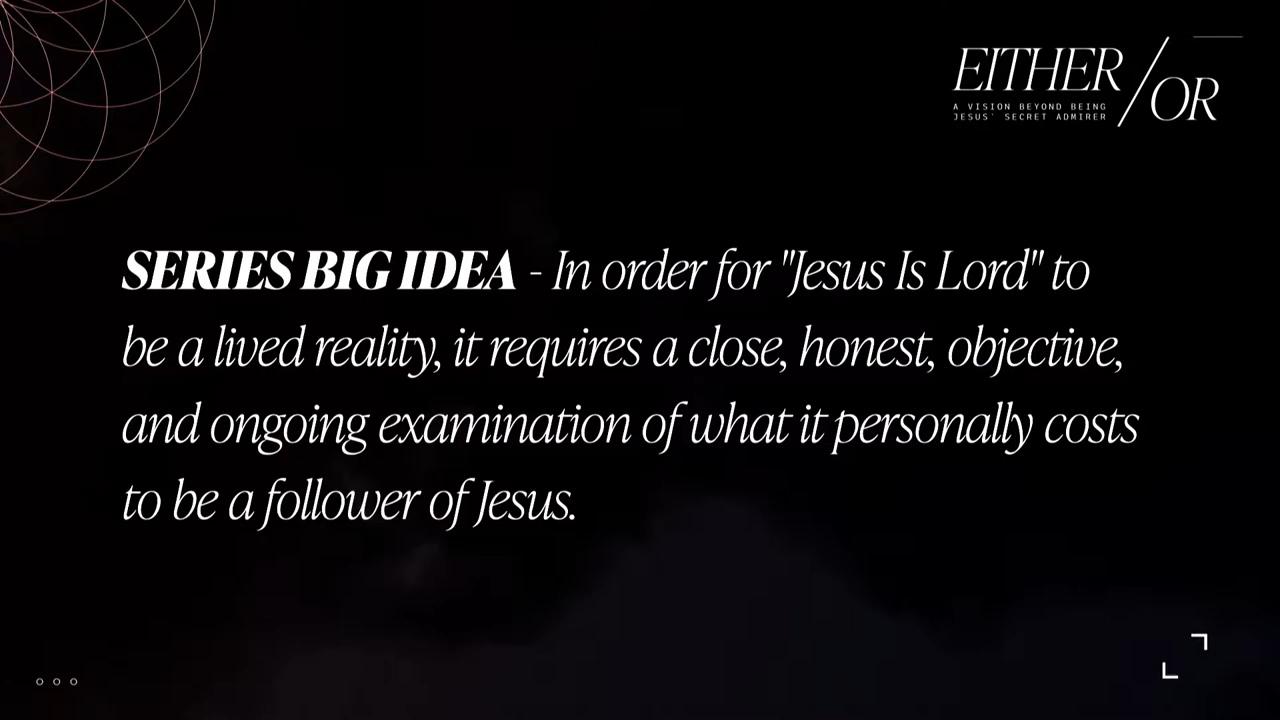 EITHER/OR
A VISION BEYOND BEING
JESUS' SECRET ADMIRER
SERIES BIG IDEA - In order for "Jesus Is Lord" to
be a lived reality, it requires a close, honest, objective,
and ongoing examination of what it personally costs
to be a follower of Jesus.